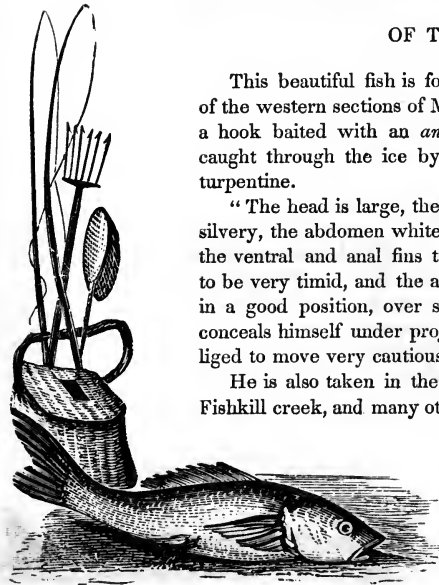 OF T
This beautiful fish is fo
of the western sections of M
a hook baited with an an
caught through the ice by
turpentine.
“ The head is large, the
silvery, the abdomen white
the ventral and anal fins t
to be very timid, and the a
in a good position, over s
conceals himself under proj
liged to move very cautious
He is also taken in the
Fishkill creek, and many ot